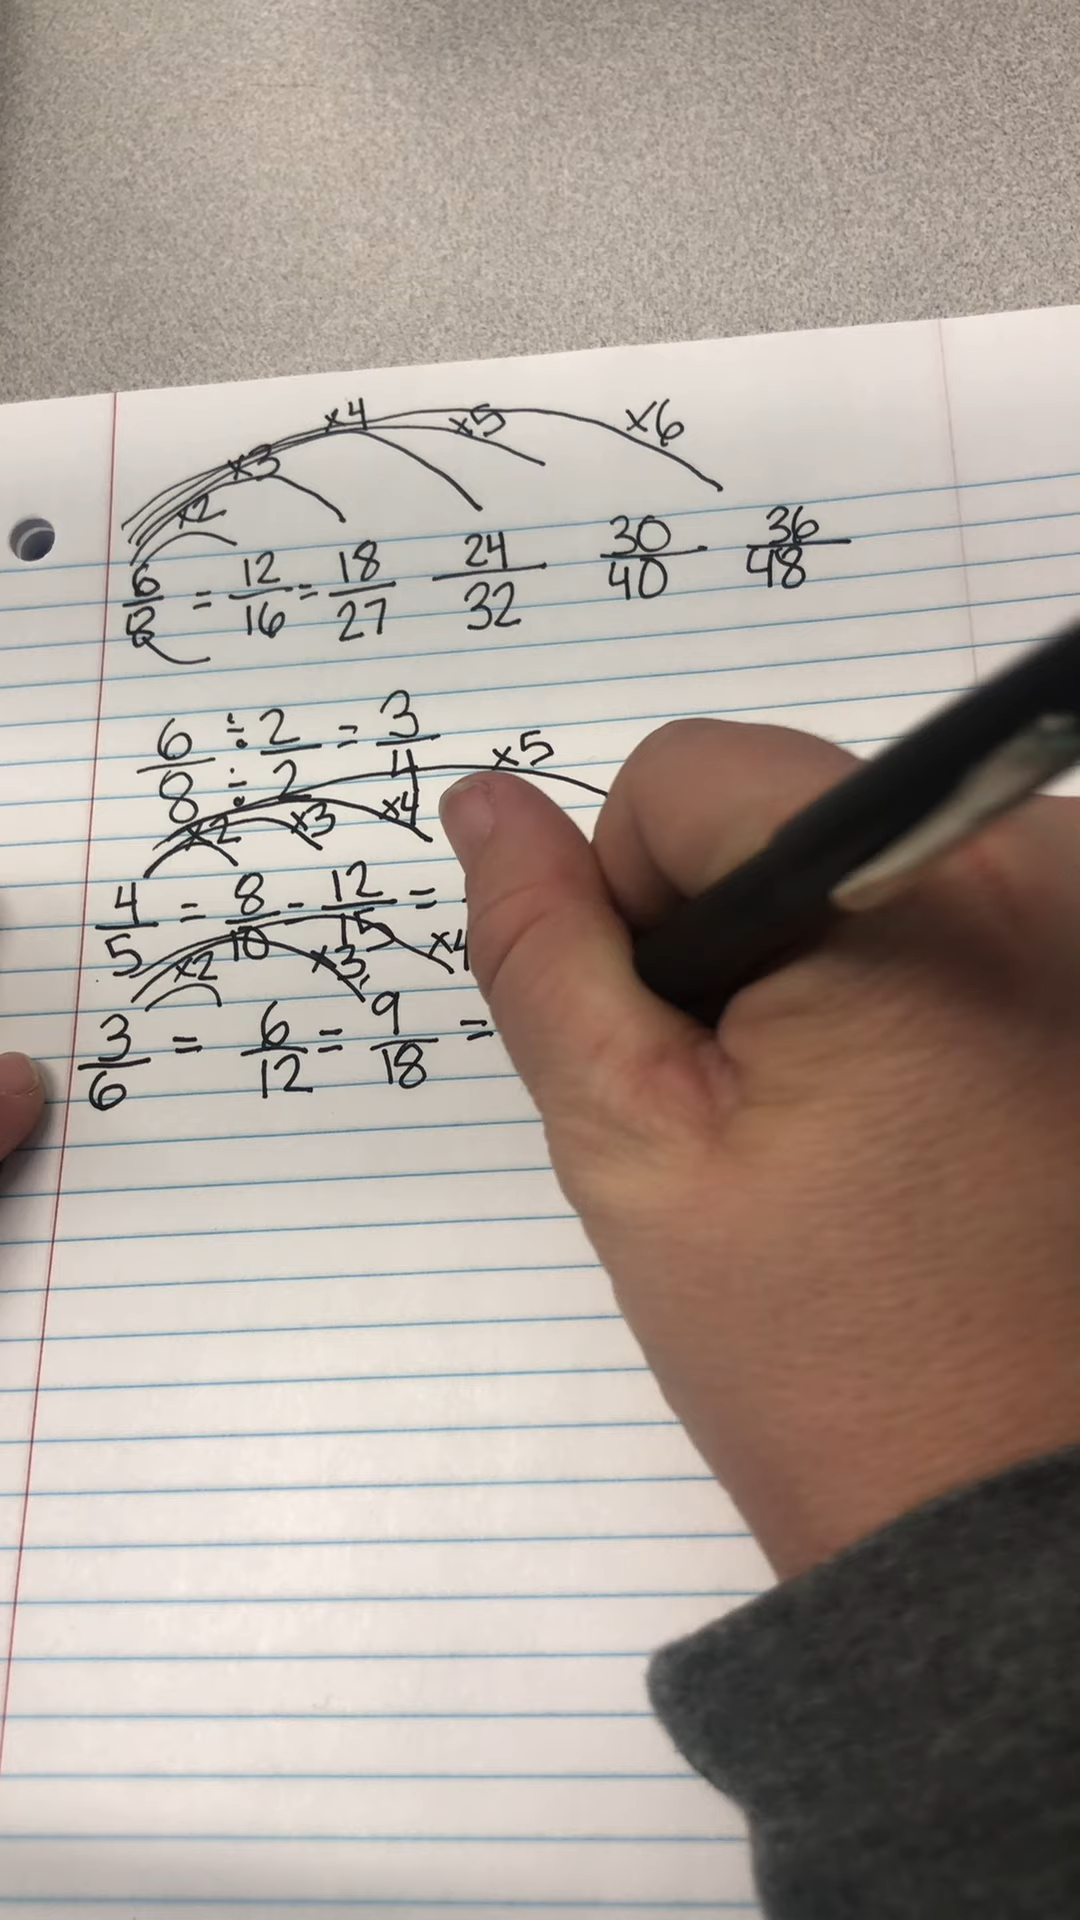 ×2 ×3 ×4 ×5 ×6
6/8 = 12/16 = 18/27 24/32 30/40 36/48
6/8 ÷ 2/2 = 3/4
×2 ×3 ×4 ×5
4/5 = 8/10 - 12/15 =
×2 ×3 ×4
3/6 = 6/12 = 9/18 =